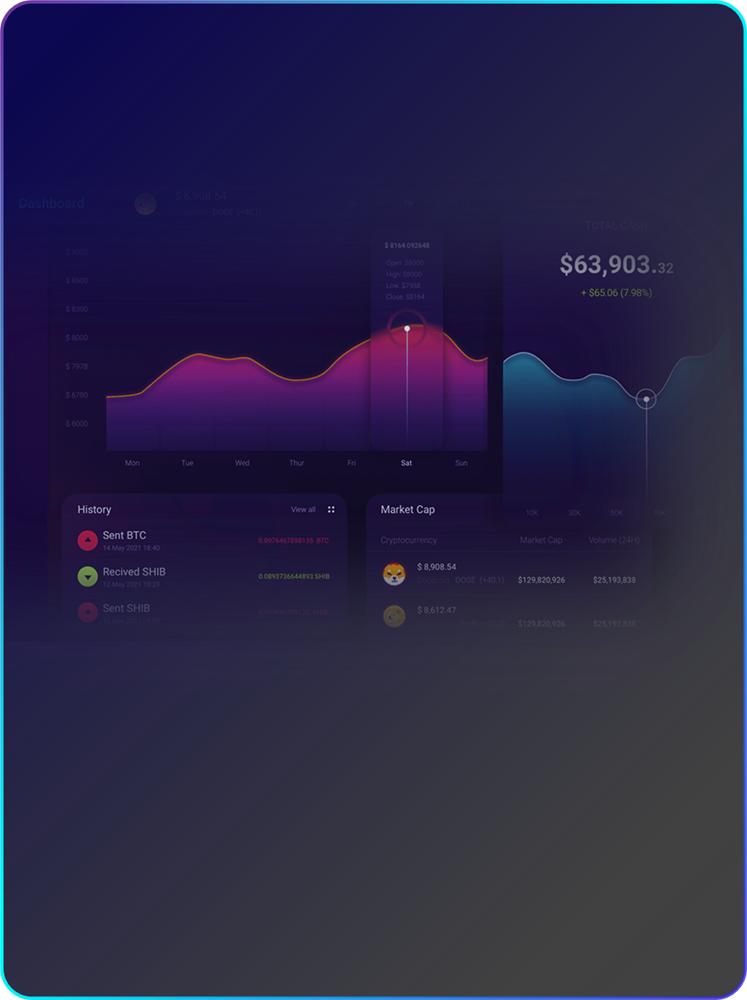 Dashboard
$ 8,908.54
DOGE (+40,1)
1W
$ 9000
$ 8500
$ 8390
$ 8000
$ 7978
$ 6780
$ 6000
$ 8164.092648
Open: $8000
High: $8000
Low: $7938
Close: $8164
Mon Tue Wed Thur Fri Sat Sun
TOTAL CASH
$63,903.32
+ $65.06 (7.98%)
10K 30K 50K 70K
History View all
Sent BTC
14 May 2021 18:40
0.0976467898135 BTC
Recived SHIB
12 May 2021 10:23
0.0893736644893 SHIB
Sent SHIB
Market Cap
Cryptocurrency Market Cap Volume (24H)
$ 8,908.54
Dogecoin DOGE (+40,1) $129,820,926 $25,193,838
$ 8,612.47
$129,820,926 $25,193,838